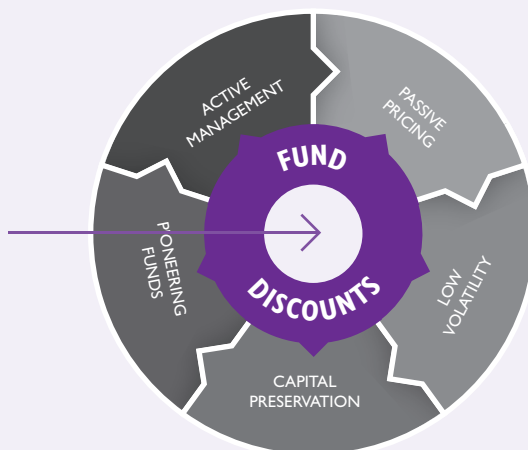 ACTIVE
MANAGEMENT
PASSIVE
PRICING
FUND
DISCOUNTS
PIONEERING
FUNDS
LOW
VOLATILITY
CAPITAL
PRESERVATION